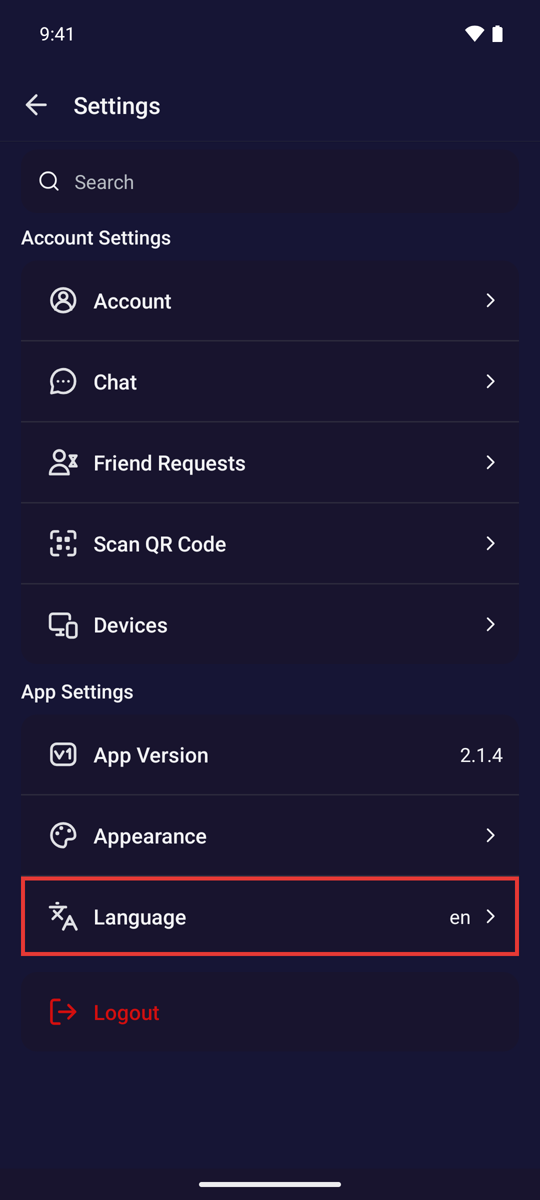 9:41
Settings
Search
Account Settings
Account
Chat
Friend Requests
Scan QR Code
Devices
App Settings
App Version 2.1.4
Appearance
Language en
Logout